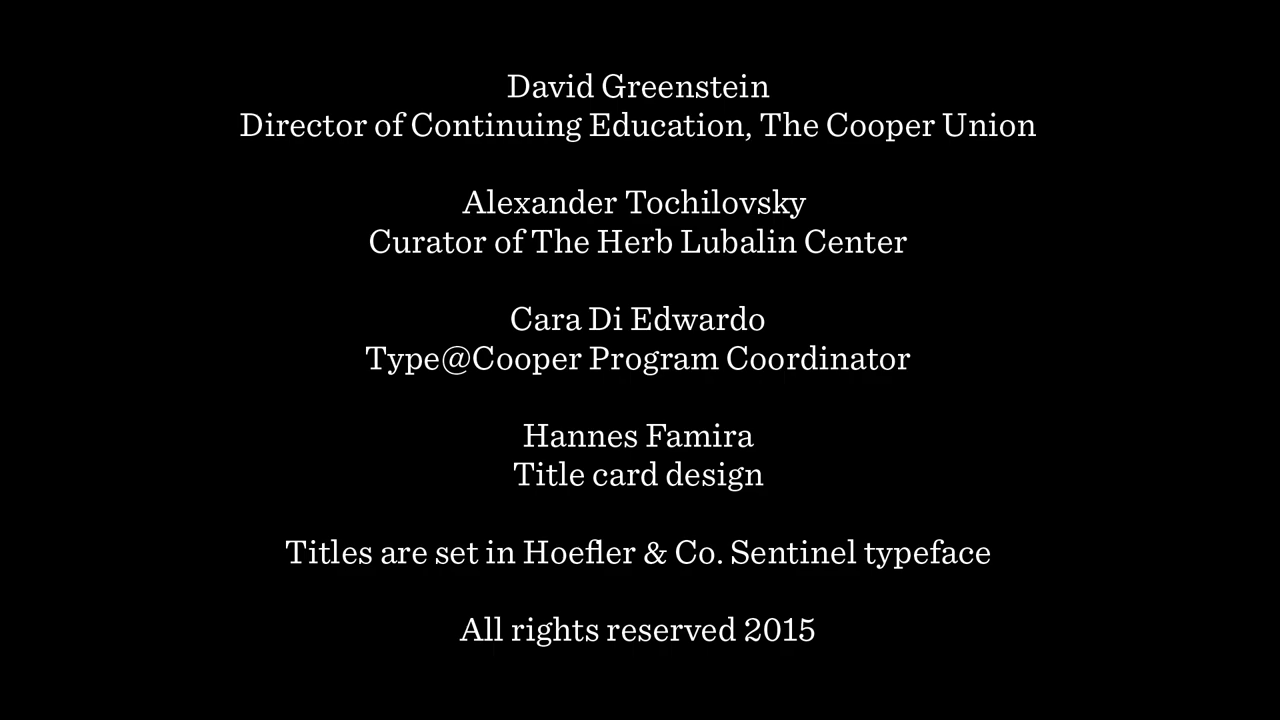 David Greenstein
Director of Continuing Education, The Cooper Union
Alexander Tochilovsky
Curator of The Herb Lubalin Center
Cara Di Edwardo
Type@Cooper Program Coordinator
Hannes Famira
Title card design
Titles are set in Hoefler & Co. Sentinel typeface
All rights reserved 2015